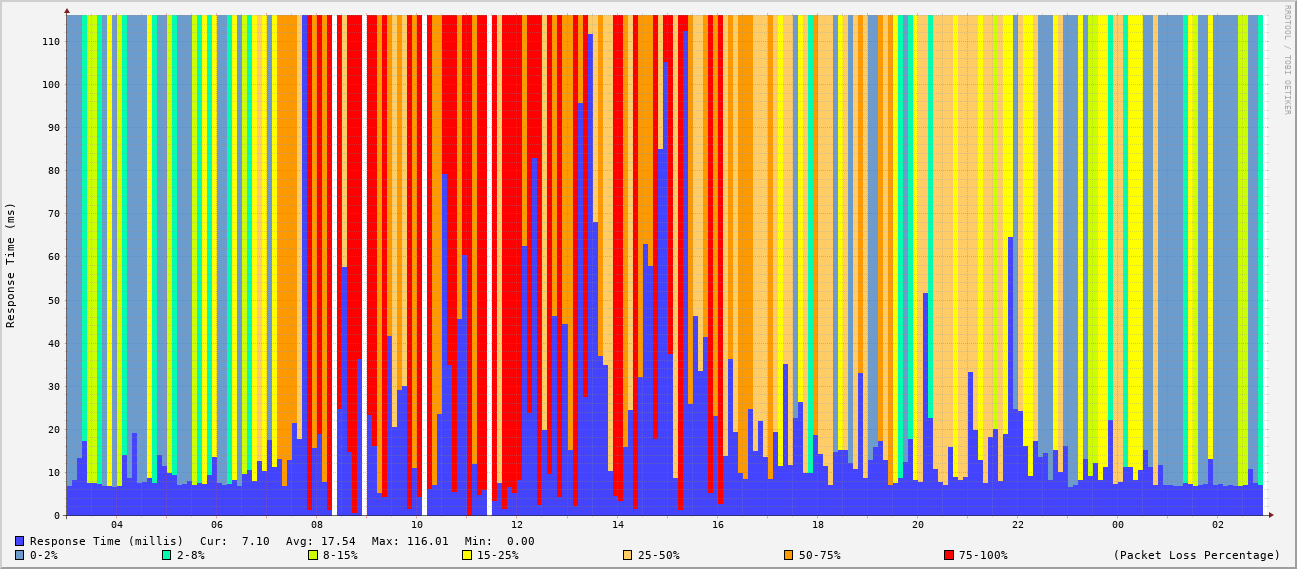 RRDTOOL / TOBI OETIKER
Response Time (ms)
110
100
90
80
70
60
50
40
30
20
10
0
04 06 08 10 12 14 16 18 20 22 00 02
Response Time (millis) Cur: 7.10 Avg: 17.54 Max: 116.01 Min: 0.00
0-2% 2-8% 8-15% 15-25% 25-50% 50-75% 75-100% (Packet Loss Percentage)